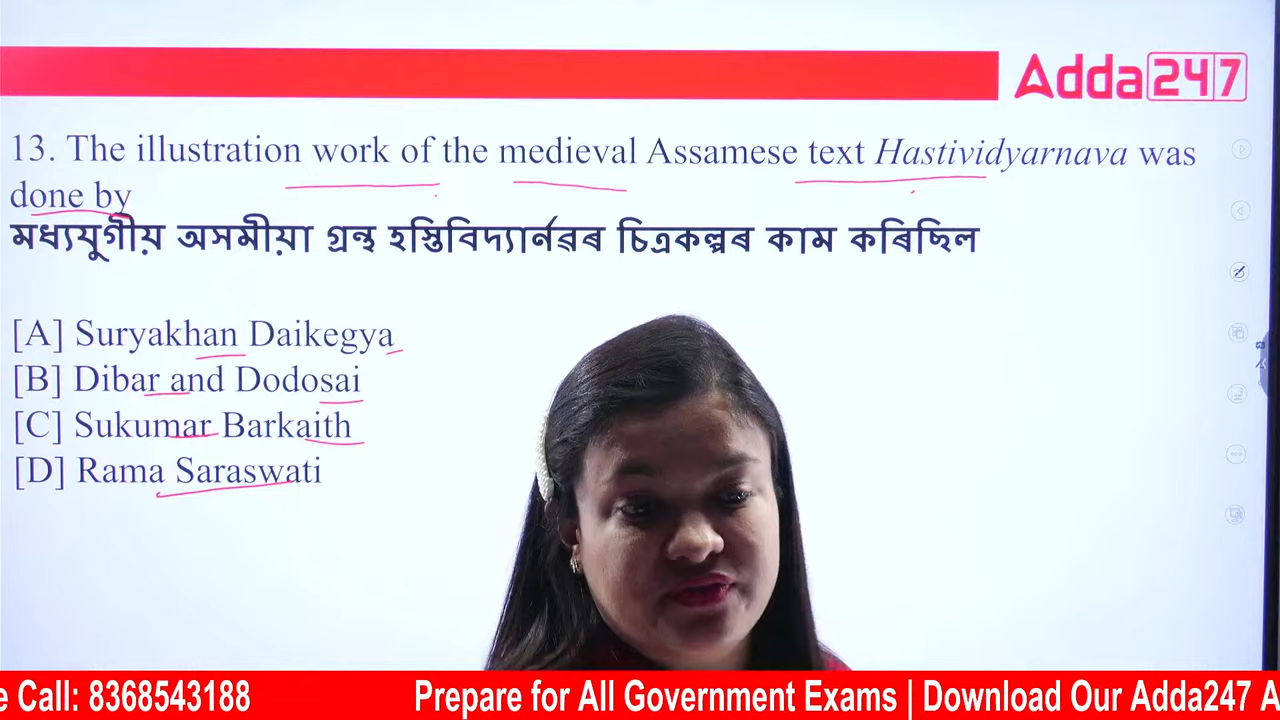 Adda247
13. The illustration work of the medieval Assamese text Hastividyarnava was
done by
মধ্যযুগীয় অসমীয়া গ্ৰন্থ হস্তিবিদ্যাৰ্নৱৰ চিত্ৰকল্পৰ কাম কৰিছিল
[A] Suryakhan Daikegya
[B] Dibar and Dodosai
[C] Sukumar Barkaith
[D] Rama Saraswati
e Call: 8368543188 Prepare for All Government Exams | Download Our Adda247 A